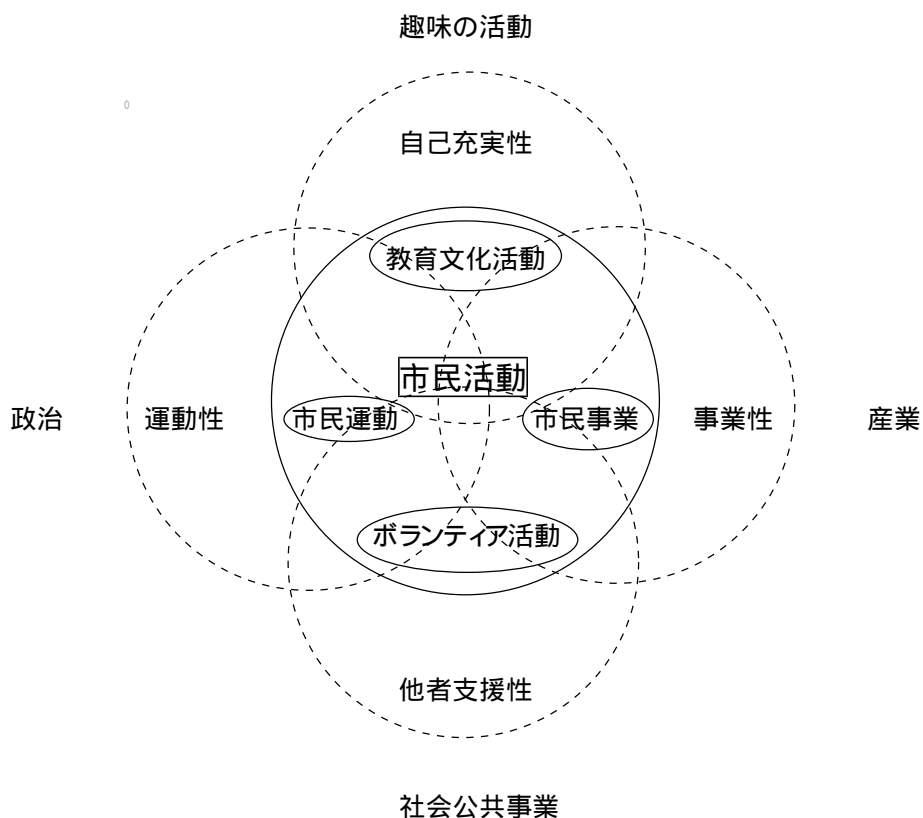 趣味の活動
0
自己充実性
教育文化活動
市民活動
政治 運動性 市民運動 市民事業 事業性 産業
ボランティア活動
他者支援性
社会公共事業